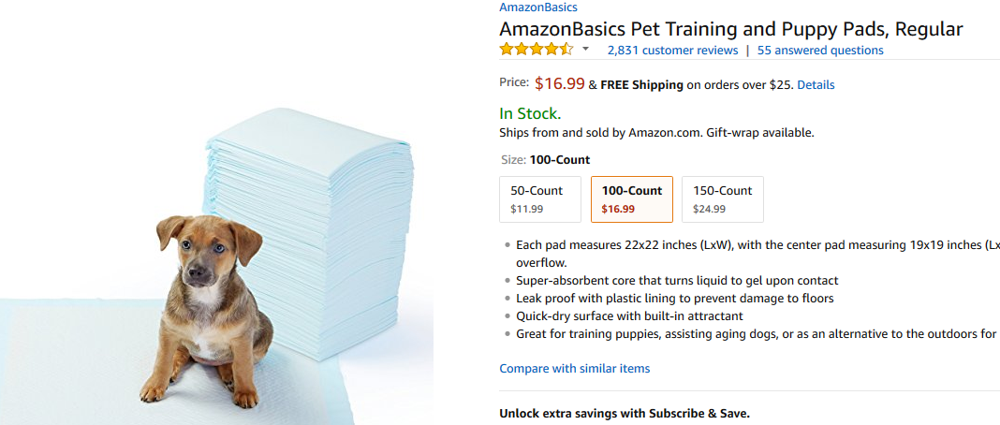 AmazonBasics
AmazonBasics Pet Training and Puppy Pads, Regular
2,831 customer reviews | 55 answered questions
Price: $16.99 & FREE Shipping on orders over $25. Details
In Stock.
Ships from and sold by Amazon.com. Gift-wrap available.
Size: 100-Count
50-Count 100-Count 150-Count
$11.99 $16.99 $24.99
Each pad measures 22x22 inches (LxW), with the center pad measuring 19x19 inches (Lx
overflow.
Super-absorbent core that turns liquid to gel upon contact
Leak proof with plastic lining to prevent damage to floors
Quick-dry surface with built-in attractant
Great for training puppies, assisting aging dogs, or as an alternative to the outdoors for
Compare with similar items
Unlock extra savings with Subscribe & Save.